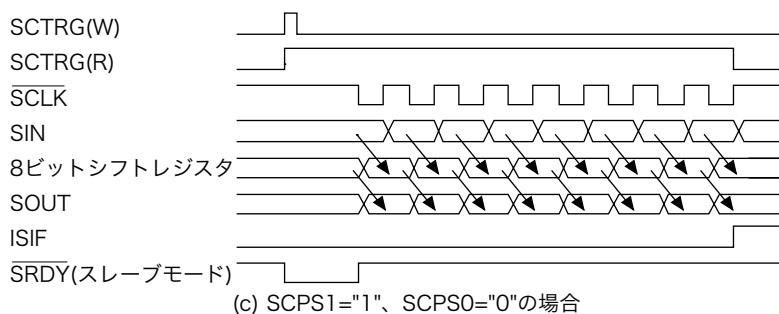 SCTRG(W)
SCTRG(R)
SCLK
SIN
8ビットシフトレジスタ
SOUT
ISIF
SRDY(スレーブモード)
(c) SCPS1="1"、SCPS0="0"の場合